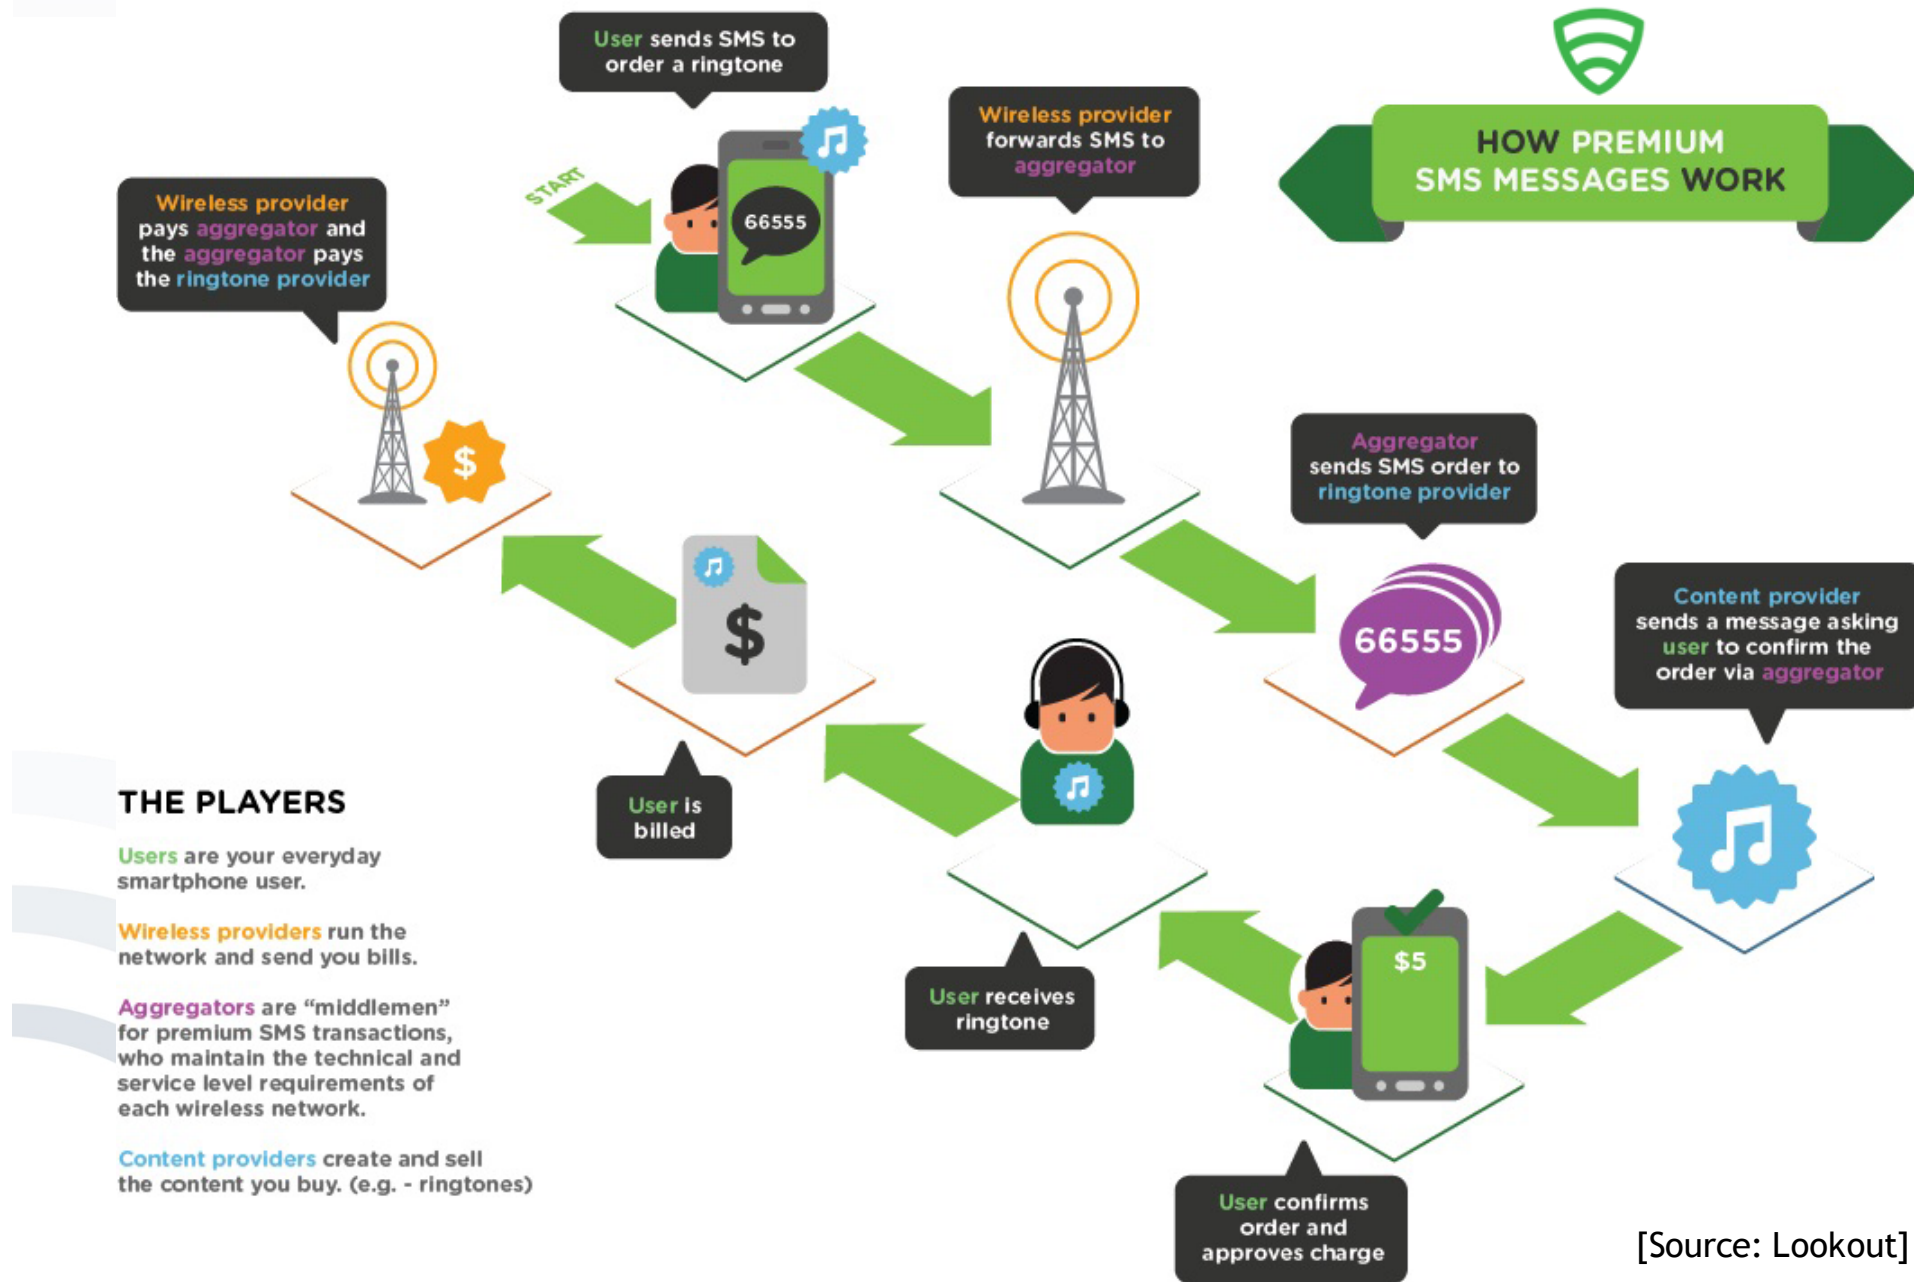 HOW PREMIUM
SMS MESSAGES WORK
START
User sends SMS to
order a ringtone
66555
Wireless provider
forwards SMS to
aggregator
Aggregator
sends SMS order to
ringtone provider
66555
Content provider
sends a message asking
user to confirm the
order via aggregator
$5
User confirms
order and
approves charge
User receives
ringtone
$
User is
billed
Wireless provider
pays aggregator and
the aggregator pays
the ringtone provider
$
THE PLAYERS
Users are your everyday
smartphone user.
Wireless providers run the
network and send you bills.
Aggregators are “middlemen”
for premium SMS transactions,
who maintain the technical and
service level requirements of
each wireless network.
Content providers create and sell
the content you buy. (e.g. - ringtones)
[Source: Lookout]